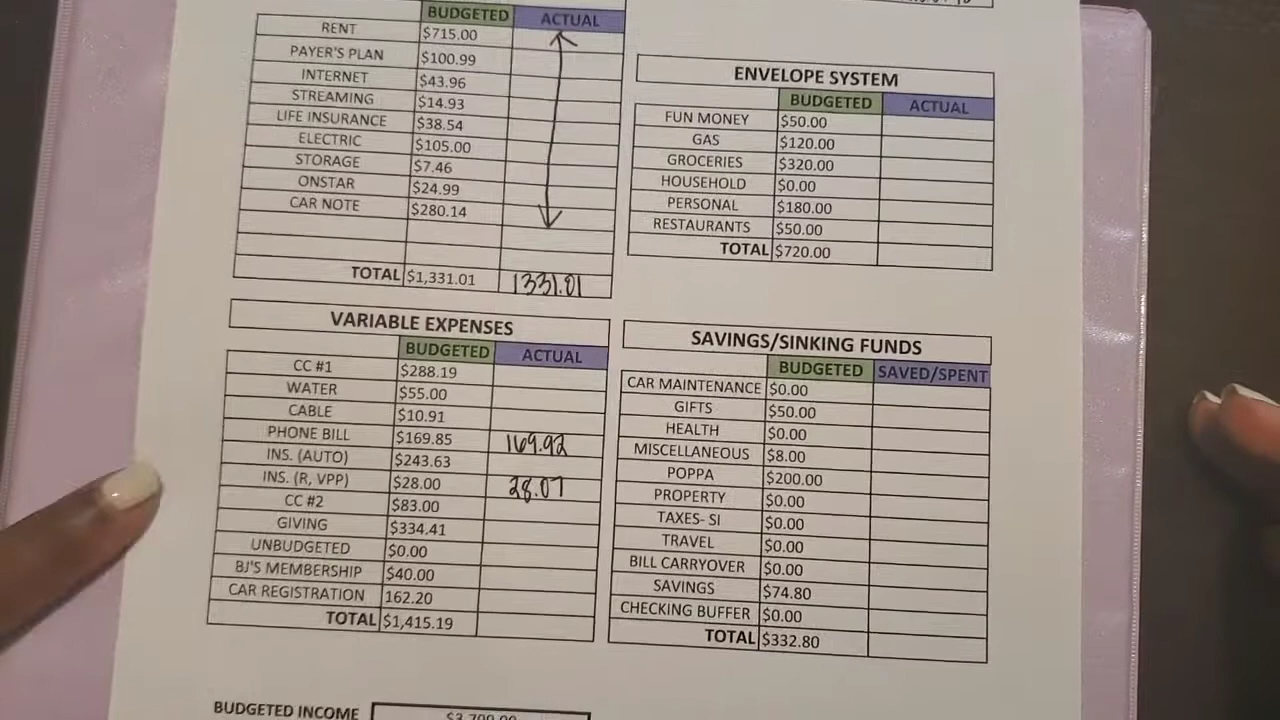 BUDGETED ACTUAL
RENT $715.00
PAYER'S PLAN $100.99
INTERNET $43.96
STREAMING $14.93
LIFE INSURANCE $38.54
ELECTRIC $105.00
STORAGE $7.46
ONSTAR $24.99
CAR NOTE $280.14
TOTAL $1,331.01 1331.01
ENVELOPE SYSTEM
BUDGETED ACTUAL
FUN MONEY $50.00
GAS $120.00
GROCERIES $320.00
HOUSEHOLD $0.00
PERSONAL $180.00
RESTAURANTS $50.00
TOTAL $720.00
VARIABLE EXPENSES
BUDGETED ACTUAL
CC #1 $288.19
WATER $55.00
CABLE $10.91
PHONE BILL $169.85 169.92
INS. (AUTO) $243.63
INS. (R, VPP) $28.00 28.07
CC #2 $83.00
GIVING $334.41
UNBUDGETED $0.00
BJ'S MEMBERSHIP $40.00
CAR REGISTRATION 162.20
TOTAL $1,415.19
SAVINGS/SINKING FUNDS
BUDGETED SAVED/SPENT
CAR MAINTENANCE $0.00
GIFTS $50.00
HEALTH $0.00
MISCELLANEOUS $8.00
POPPA $200.00
PROPERTY $0.00
TAXES- SI $0.00
TRAVEL $0.00
BILL CARRYOVER $0.00
SAVINGS $74.80
CHECKING BUFFER $0.00
TOTAL $332.80
BUDGETED INCOME